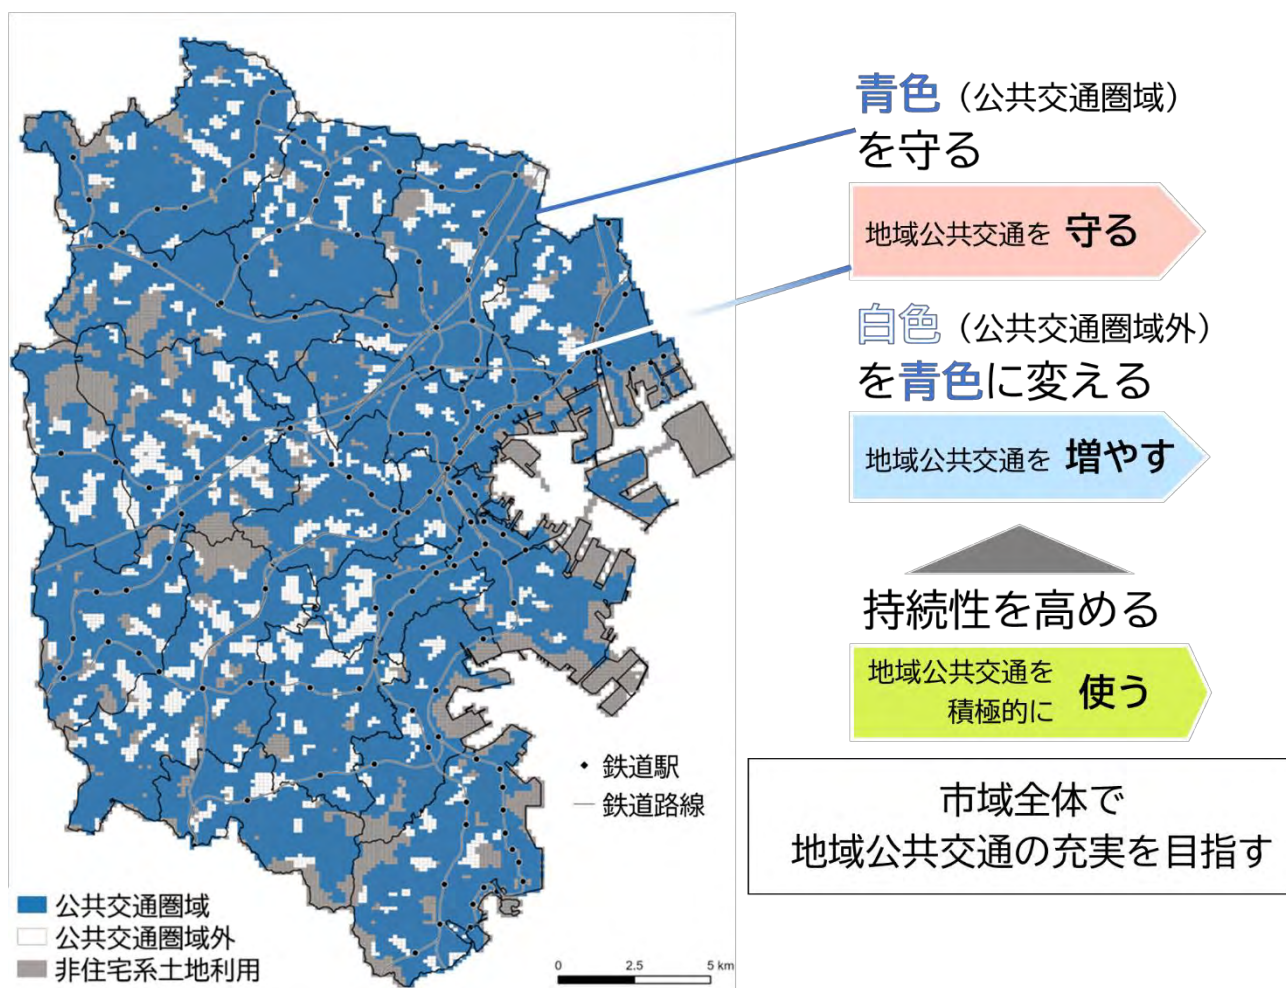 青色（公共交通圏域）
を守る
地域公共交通を 守る
白色（公共交通圏域外）
を青色に変える
地域公共交通を 増やす
持続性を高める
地域公共交通を
積極的に 使う
市域全体で
地域公共交通の充実を目指す
鉄道駅
鉄道路線
公共交通圏域
公共交通圏域外
非住宅系土地利用
0 2.5 5 km